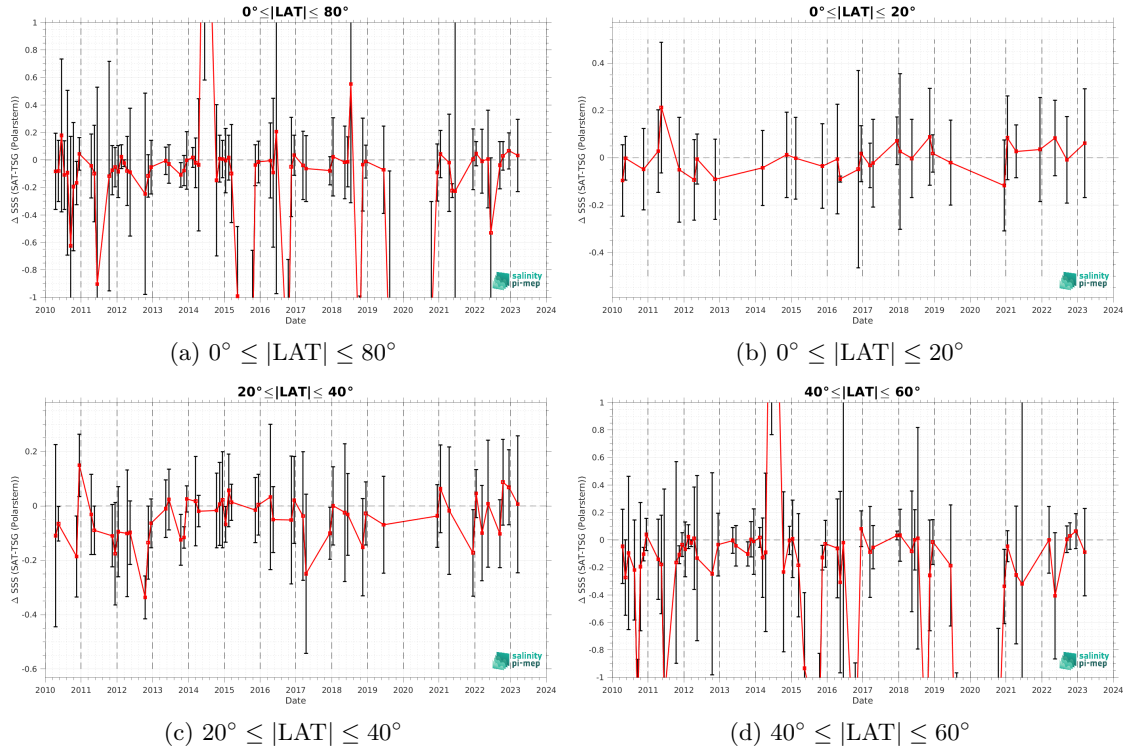 0°≤|LAT|≤ 80°
Δ SSS (SAT-TSG (Polarstern))
1
0.8
0.6
0.4
0.2
0
-0.2
-0.4
-0.6
-0.8
-1
2010 2011 2012 2013 2014 2015 2016 2017 2018 2019 2020 2021 2022 2023 2024
Date
salinity
pi-mep
(a) 0° ≤ |LAT| ≤ 80°
0°≤|LAT|≤ 20°
Δ SSS (SAT-TSG (Polarstern))
0.4
0.2
0
-0.2
-0.4
2010 2011 2012 2013 2014 2015 2016 2017 2018 2019 2020 2021 2022 2023 2024
Date
salinity
pi-mep
(b) 0° ≤ |LAT| ≤ 20°
20°≤|LAT|≤ 40°
Δ SSS (SAT-TSG (Polarstern))
0.2
0
-0.2
-0.4
-0.6
2010 2011 2012 2013 2014 2015 2016 2017 2018 2019 2020 2021 2022 2023 2024
Date
salinity
pi-mep
(c) 20° ≤ |LAT| ≤ 40°
40°≤|LAT|≤ 60°
Δ SSS (SAT-TSG (Polarstern))
1
0.8
0.6
0.4
0.2
0
-0.2
-0.4
-0.6
-0.8
-1
2010 2011 2012 2013 2014 2015 2016 2017 2018 2019 2020 2021 2022 2023 2024
Date
salinity
pi-mep
(d) 40° ≤ |LAT| ≤ 60°